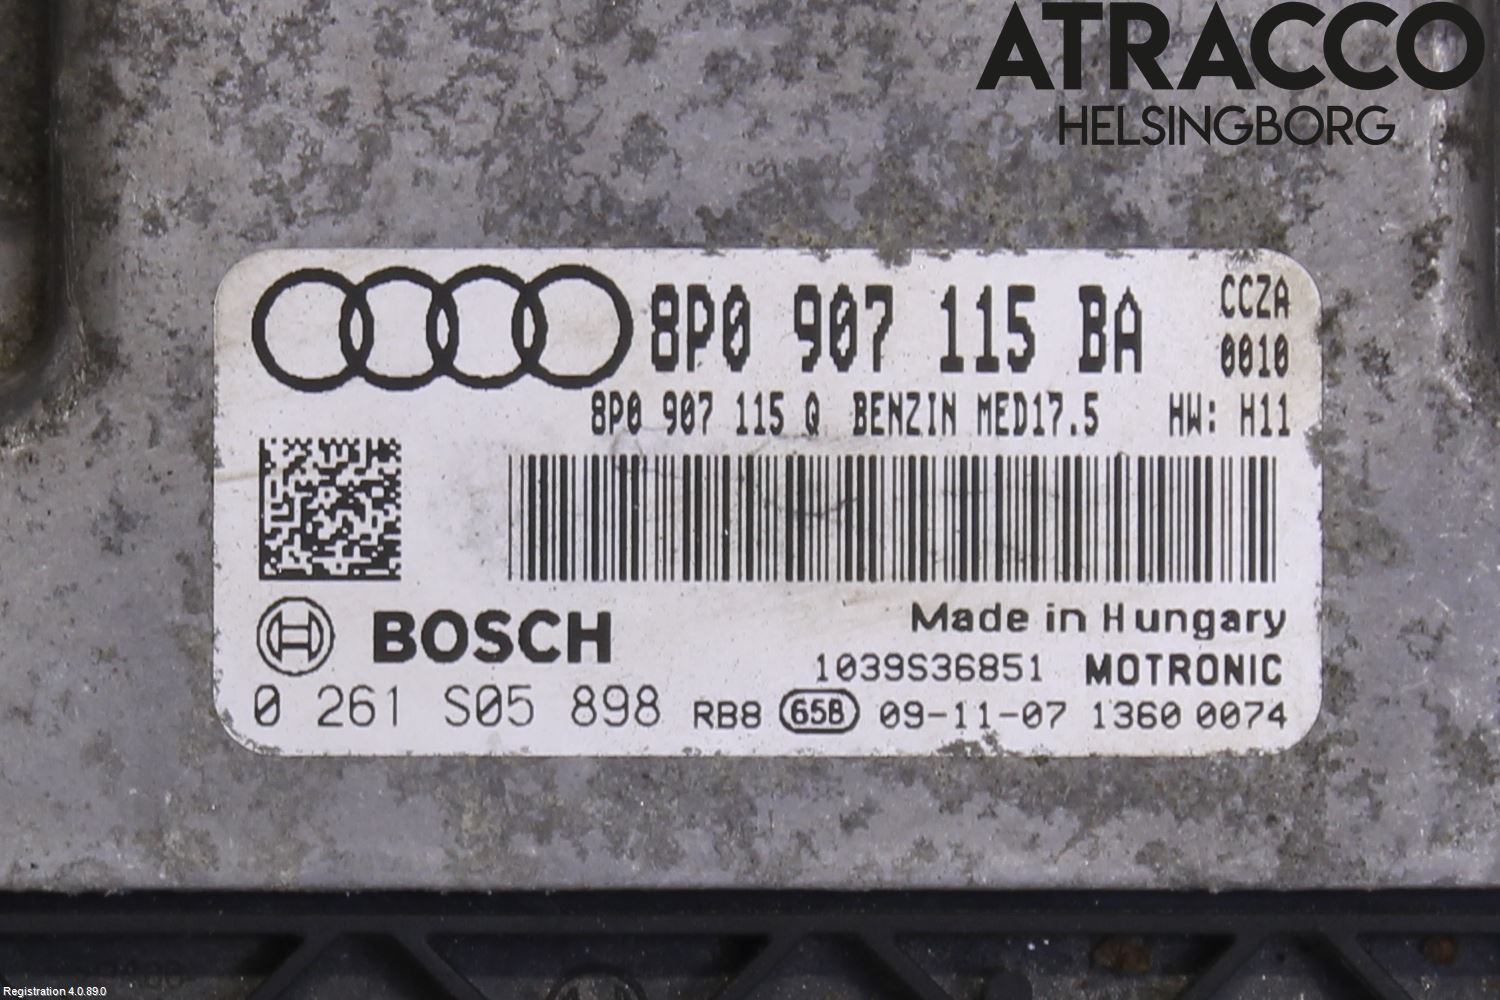 ATRACCO
HELSINGBORG
8P0 907 115 BA
CCZA
0010
8P0 907 115 Q BENZIN MED17.5 HW: H11
BOSCH
Made in Hungary
1039S36851 MOTRONIC
0 261 S05 898 RB8 65B 09-11-07 1360 0074
Registration 4.0.89.0